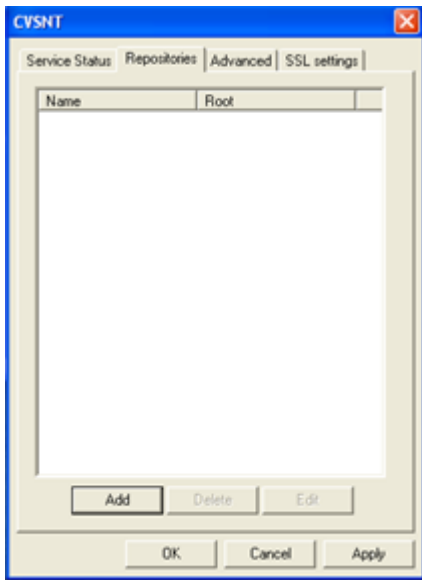 CVSNT
Service Status Repositories Advanced SSL settings
Name Root
Add Delete Edit
OK Cancel Apply